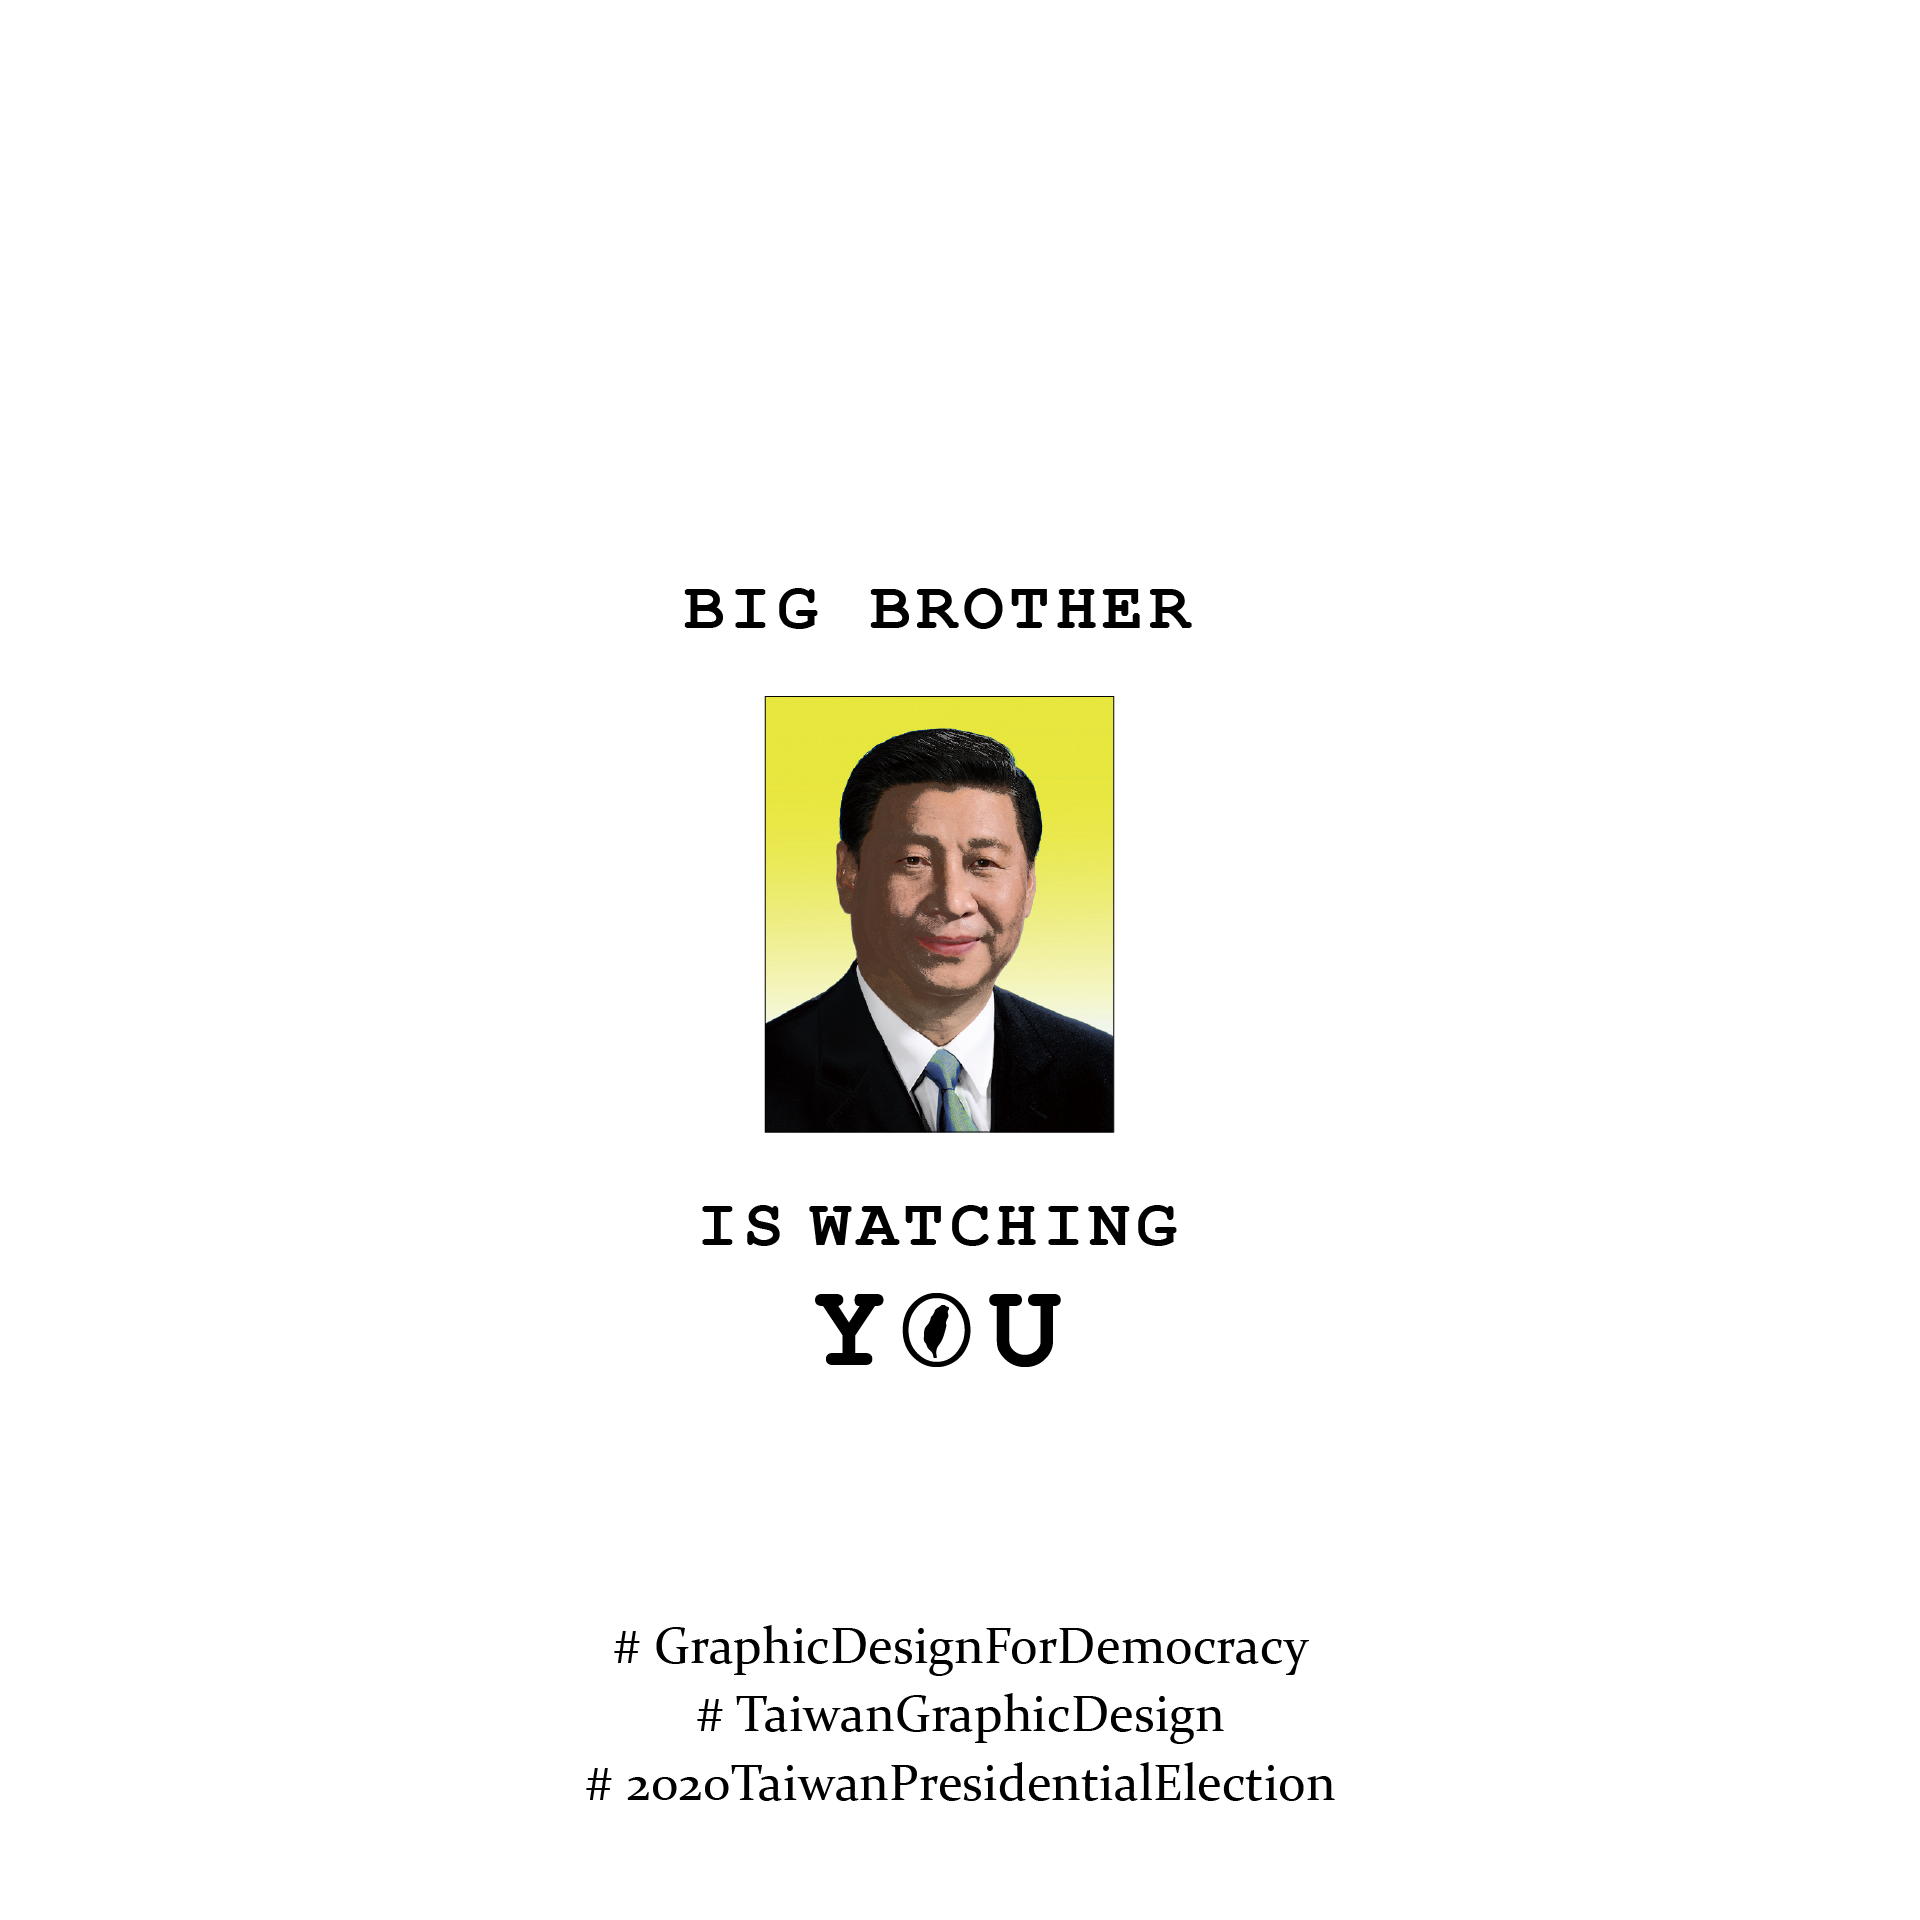 BIG BROTHER
IS WATCHING
YOU
# GraphicDesignForDemocracy
# TaiwanGraphicDesign
# 2020TaiwanPresidentialElection